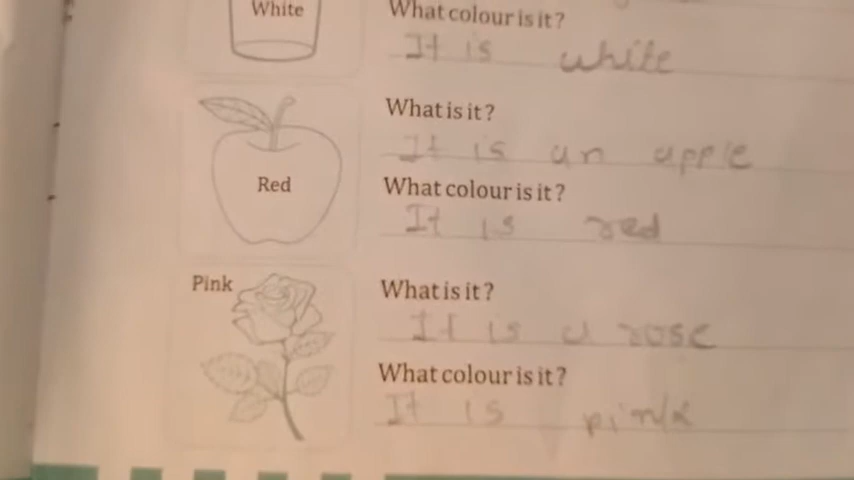 White
What colour is it?
It is white
What is it?
It is an apple
Red
What colour is it?
It is red
Pink
What is it?
It is a rose
What colour is it?
It is pink